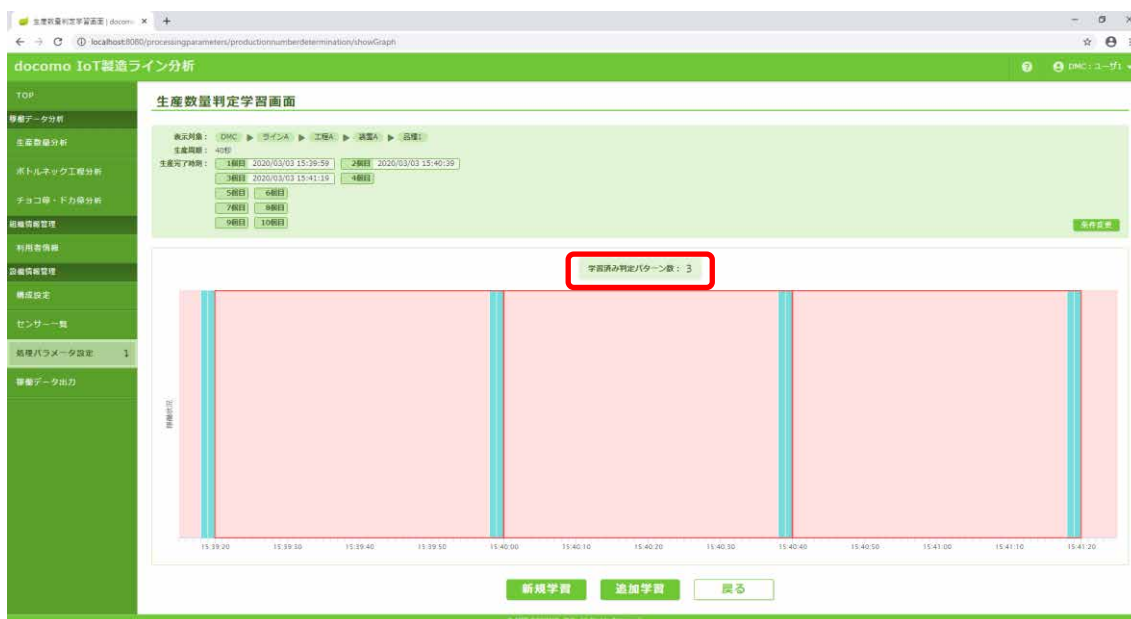 生産数量判定学習画面 | docom
localhost:8080/processingparameters/productionnumberdetermination/showGraph
docomo IoT製造ライン分析
DMC:ユーザ1
TOP
稼働データ分析
生産数量分析
ボトルネック工程分析
チョコ停・ドカ停分析
組織情報管理
利用者情報
設備情報管理
構成設定
センサー一覧
処理パラメータ設定 1
稼働データ出力
生産数量判定学習画面
表示対象: DMC ▶ ラインA ▶ 工程A ▶ 装置A ▶ 品種1
生産周期: 40秒
生産完了時刻: 1個目 2020/03/03 15:39:59 2個目 2020/03/03 15:40:39
3個目 2020/03/03 15:41:19 4個目
5個目 6個目
7個目 8個目
9個目 10個目
条件変更
学習済み判定パターン数: 3
稼働状況
15:39:20 15:39:30 15:39:40 15:39:50 15:40:00 15:40:10 15:40:20 15:40:30 15:40:40 15:40:50 15:41:00 15:41:10 15:41:20
新規学習 追加学習 戻る